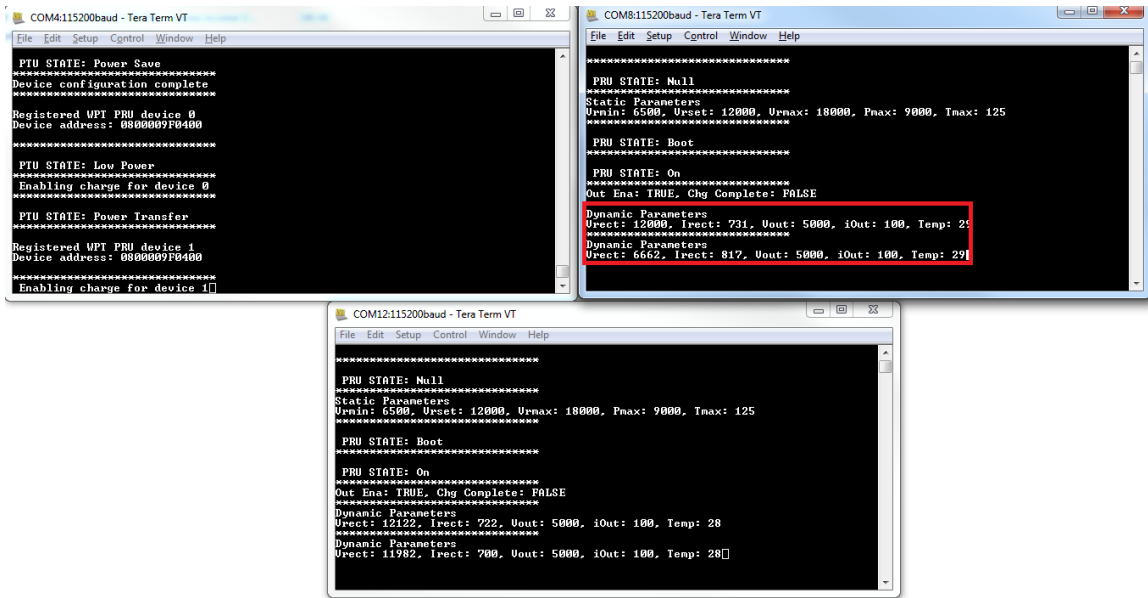 COM4:115200baud - Tera Term VT
File Edit Setup Control Window Help
PTU STATE: Power Save
******************************
Device configuration complete
******************************
Registered WPT PRU device 0
Device address: 0800009F0400
******************************
PTU STATE: Low Power
******************************
Enabling charge for device 0
******************************
PTU STATE: Power Transfer
******************************
Registered WPT PRU device 1
Device address: 0800009F0400
******************************
Enabling charge for device 1
COM8:115200baud - Tera Term VT
File Edit Setup Control Window Help
******************************
PRU STATE: Null
******************************
Static Parameters
Vrmin: 6500, Vrset: 12000, Vrmax: 18000, Pmax: 9000, Tmax: 125
******************************
PRU STATE: Boot
******************************
PRU STATE: On
******************************
Out Ena: TRUE, Chg Complete: FALSE
Dynamic Parameters
Vrect: 12000, Irect: 731, Vout: 5000, iOut: 100, Temp: 29
******************************
Dynamic Parameters
Vrect: 6662, Irect: 817, Vout: 5000, iOut: 100, Temp: 29
COM12:115200baud - Tera Term VT
File Edit Setup Control Window Help
******************************
PRU STATE: Null
******************************
Static Parameters
Vrmin: 6500, Vrset: 12000, Vrmax: 18000, Pmax: 9000, Tmax: 125
******************************
PRU STATE: Boot
******************************
PRU STATE: On
******************************
Out Ena: TRUE, Chg Complete: FALSE
******************************
Dynamic Parameters
Vrect: 12122, Irect: 722, Vout: 5000, iOut: 100, Temp: 28
******************************
Dynamic Parameters
Vrect: 11982, Irect: 700, Vout: 5000, iOut: 100, Temp: 28